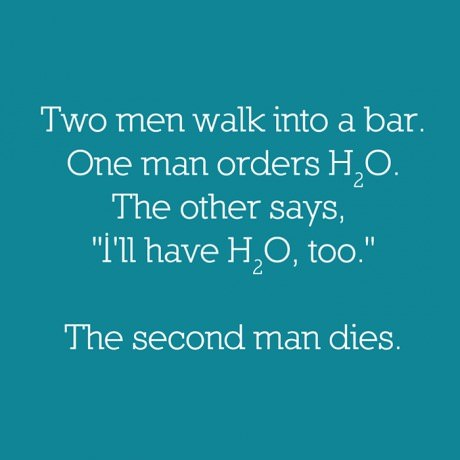 Two men walk into a bar.
One man orders H₂O.
The other says,
"İ'll have H₂O, too."
The second man dies.